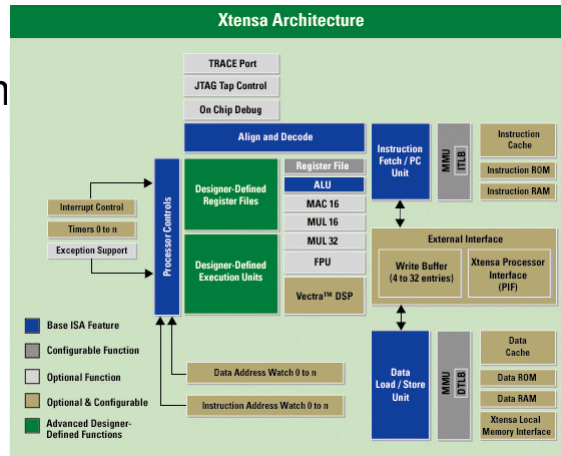 Xtensa Architecture
n
TRACE Port
JTAG Tap Control
On Chip Debug
Align and Decode
Instruction
Fetch / PC
Unit
MMU
ITLB
Instruction
Cache
Instruction ROM
Instruction RAM
Processor Controls
Designer-Defined
Register Files
Register File
ALU
MAC 16
MUL 16
MUL 32
FPU
Vectra™ DSP
Designer-Defined
Execution Units
Interrupt Control
Timers 0 to n
Exception Support
External Interface
Write Buffer
(4 to 32 entries)
Xtensa Processor
Interface
(PIF)
Base ISA Feature
Configurable Function
Optional Function
Optional & Configurable
Advanced Designer-
Defined Functions
Data Address Watch 0 to n
Instruction Address Watch 0 to n
Data
Load / Store
Unit
MMU
DTLB
Data
Cache
Data ROM
Data RAM
Xtensa Local
Memory Interface